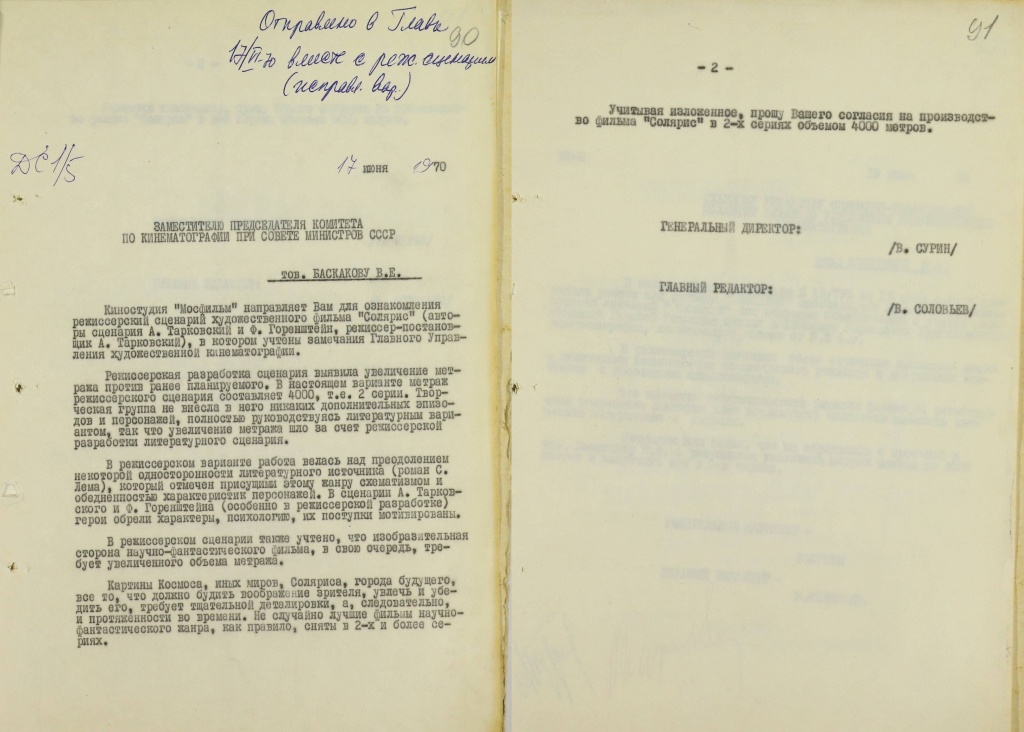 Отправлено в Главк
90
17/VI-70 вместе с реж. сценарием
(исправл. вар.)
17 июня 1970
ЗАМЕСТИТЕЛЮ ПРЕДСЕДАТЕЛЯ КОМИТЕТА
ПО КИНЕМАТОГРАФИИ ПРИ СОВЕТЕ МИНИСТРОВ СССР
тов. БАСКАКОВУ В.Е.
Киностудия "Мосфильм" направляет Вам для ознакомления
режиссерский сценарий художественного фильма "Солярис" (авто-
ры сценария А. Тарковский и Ф. Горенштейн, режиссер-постанов-
щик А. Тарковский), в котором учтены замечания Главного Управ-
ления художественной кинематографии.
Режиссерская разработка сценария выявила увеличение мет-
ража против ранее планируемого. В настоящем варианте метраж
режиссерского сценария составляет 4000, т.е. 2 серии. Твор-
ческая группа не внесла в него никаких дополнительных эпизо-
дов и персонажей, полностью руководствуясь литературным вари-
антом, так что увеличение метража шло за счет режиссерской
разработки литературного сценария.
В режиссерском варианте работа велась над преодолением
некоторой односторонности литературного источника (роман С.
Лема), который отмечен присущими этому жанру схематизмом и
обедненностью характеристик персонажей. В сценарии А. Тарков-
ского и Ф. Горенштейна (особенно в режиссерской разработке)
герои обрели характеры, психологию, их поступки мотивированы.
В режиссерском сценарии также учтено, что изобразительная
сторона научно-фантастического фильма, в свою очередь, тре-
бует увеличенного объема метража.
Картины Космоса, иных миров, Соляриса, города будущего,
все то, что должно будить воображение зрителя, увлечь и убе-
дить его, требует тщательной деталировки, а, следовательно,
и протяженности во времени. Не случайно лучшие фильмы научно-
фантастического жанра, как правило, сняты в 2-х и более се-
риях.
91
- 2 -
Учитывая изложенное, прошу Вашего согласия на производст-
во фильма "Солярис" в 2-х сериях объемом 4000 метров.
ГЕНЕРАЛЬНЫЙ ДИРЕКТОР:
/В. СУРИН/
ГЛАВНЫЙ РЕДАКТОР:
/В. СОЛОВЬЕВ/